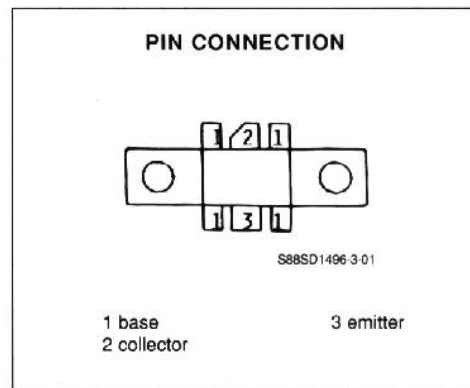 PIN CONNECTION
1 2 1
1 3 1
S88SD1496-3-01
1 base 3 emitter
2 collector